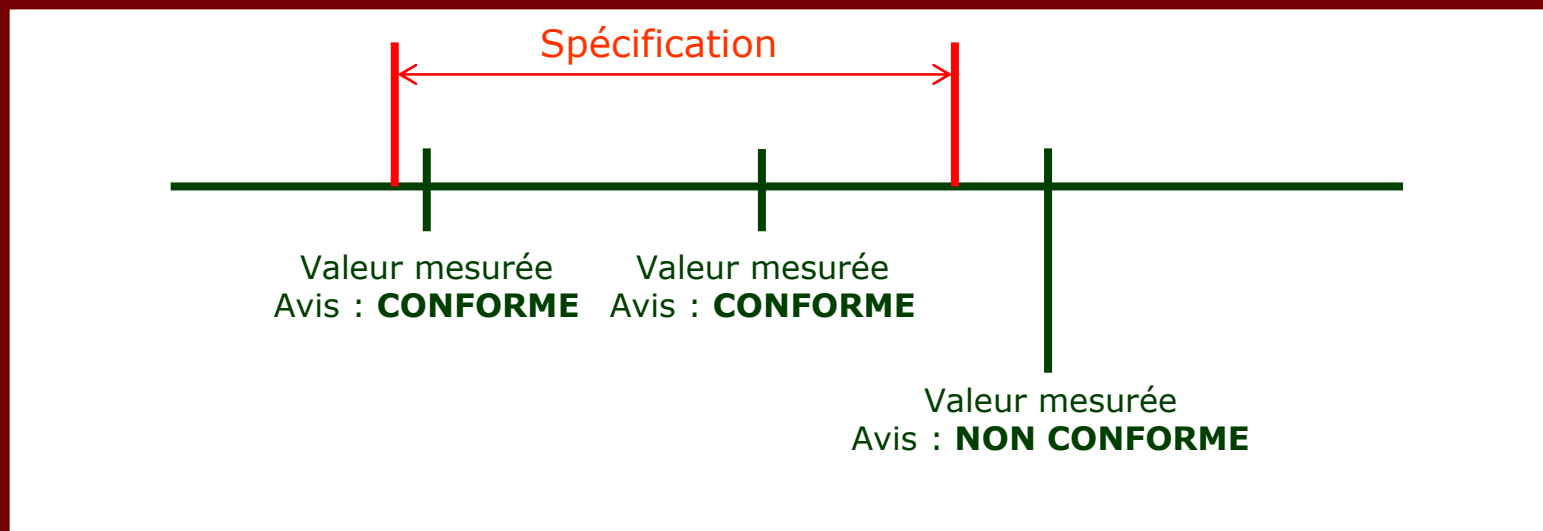 Spécification
Valeur mesurée
Avis : CONFORME
Valeur mesurée
Avis : CONFORME
Valeur mesurée
Avis : NON CONFORME